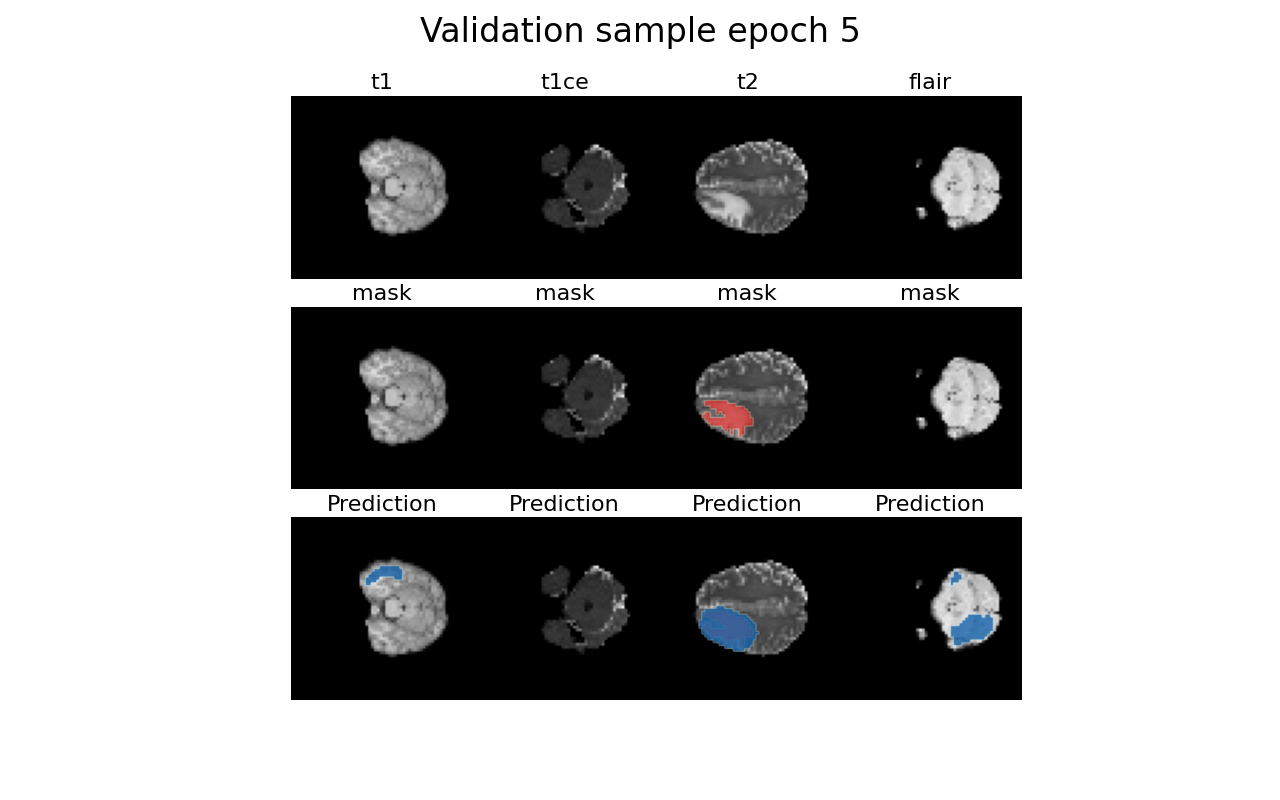 Validation sample epoch 5
t1 t1ce t2 flair
mask mask mask mask
Prediction Prediction Prediction Prediction